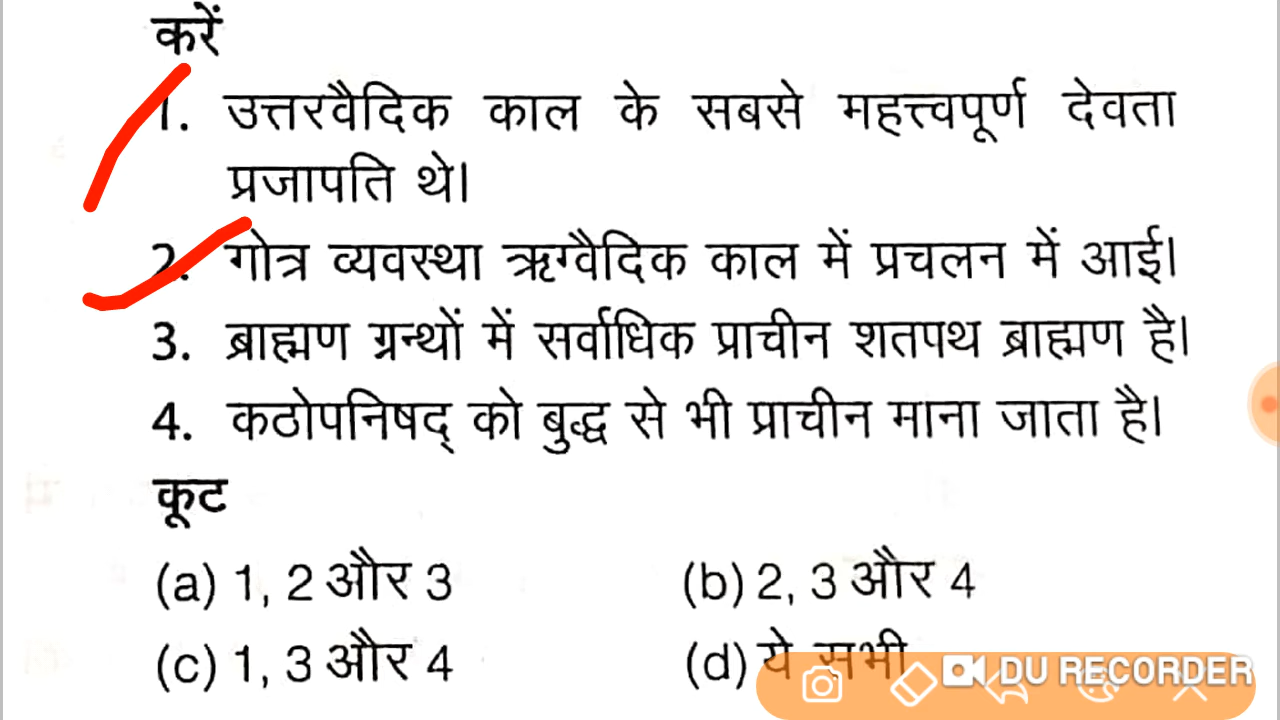 करें
1. उत्तरवैदिक काल के सबसे महत्त्वपूर्ण देवता
प्रजापति थे।
2. गोत्र व्यवस्था ऋग्वैदिक काल में प्रचलन में आई।
3. ब्राह्मण ग्रन्थों में सर्वाधिक प्राचीन शतपथ ब्राह्मण है।
4. कठोपनिषद् को बुद्ध से भी प्राचीन माना जाता है।
कूट
(a) 1, 2 और 3 (b) 2, 3 और 4
(c) 1, 3 और 4 (d) ये सभी
DU RECORDER